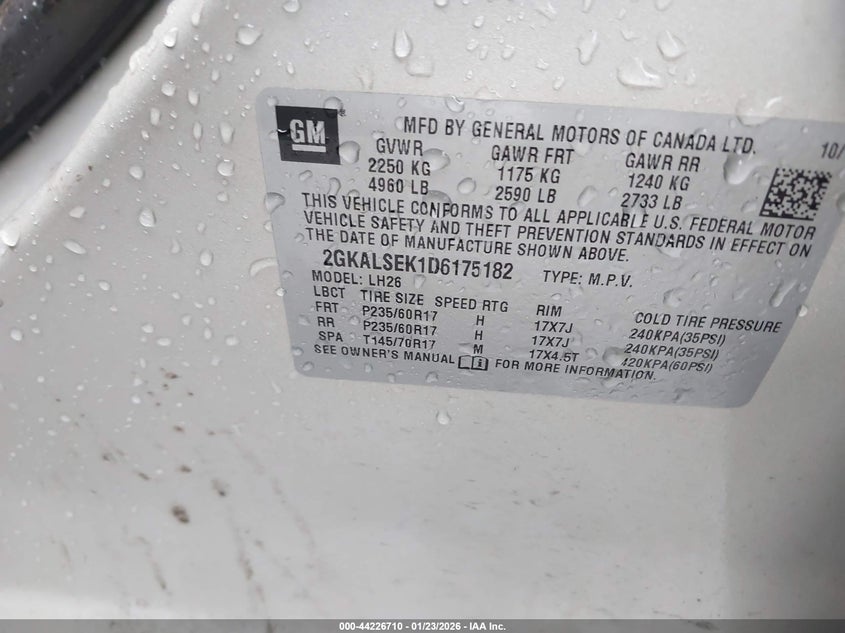 GM
MFD BY GENERAL MOTORS OF CANADA LTD. 10/
GVWR GAWR FRT GAWR RR
2250 KG 1175 KG 1240 KG
4960 LB 2590 LB 2733 LB
THIS VEHICLE CONFORMS TO ALL APPLICABLE U.S. FEDERAL MOTOR
VEHICLE SAFETY AND THEFT PREVENTION STANDARDS IN EFFECT ON
THE DATE OF MANUFACTURE SHOWN ABOVE.
2GKALSEK1D6175182 TYPE: M.P.V.
MODEL: LH26
LBCT TIRE SIZE SPEED RTG RIM COLD TIRE PRESSURE
FRT P235/60R17 H 17X7J 240KPA(35PSI)
RR P235/60R17 H 17X7J 240KPA(35PSI)
SPA T145/70R17 M 17X4.5T 420KPA(60PSI)
SEE OWNER'S MANUAL FOR MORE INFORMATION.
000-44226710 - 01/23/2026 - IAA Inc.